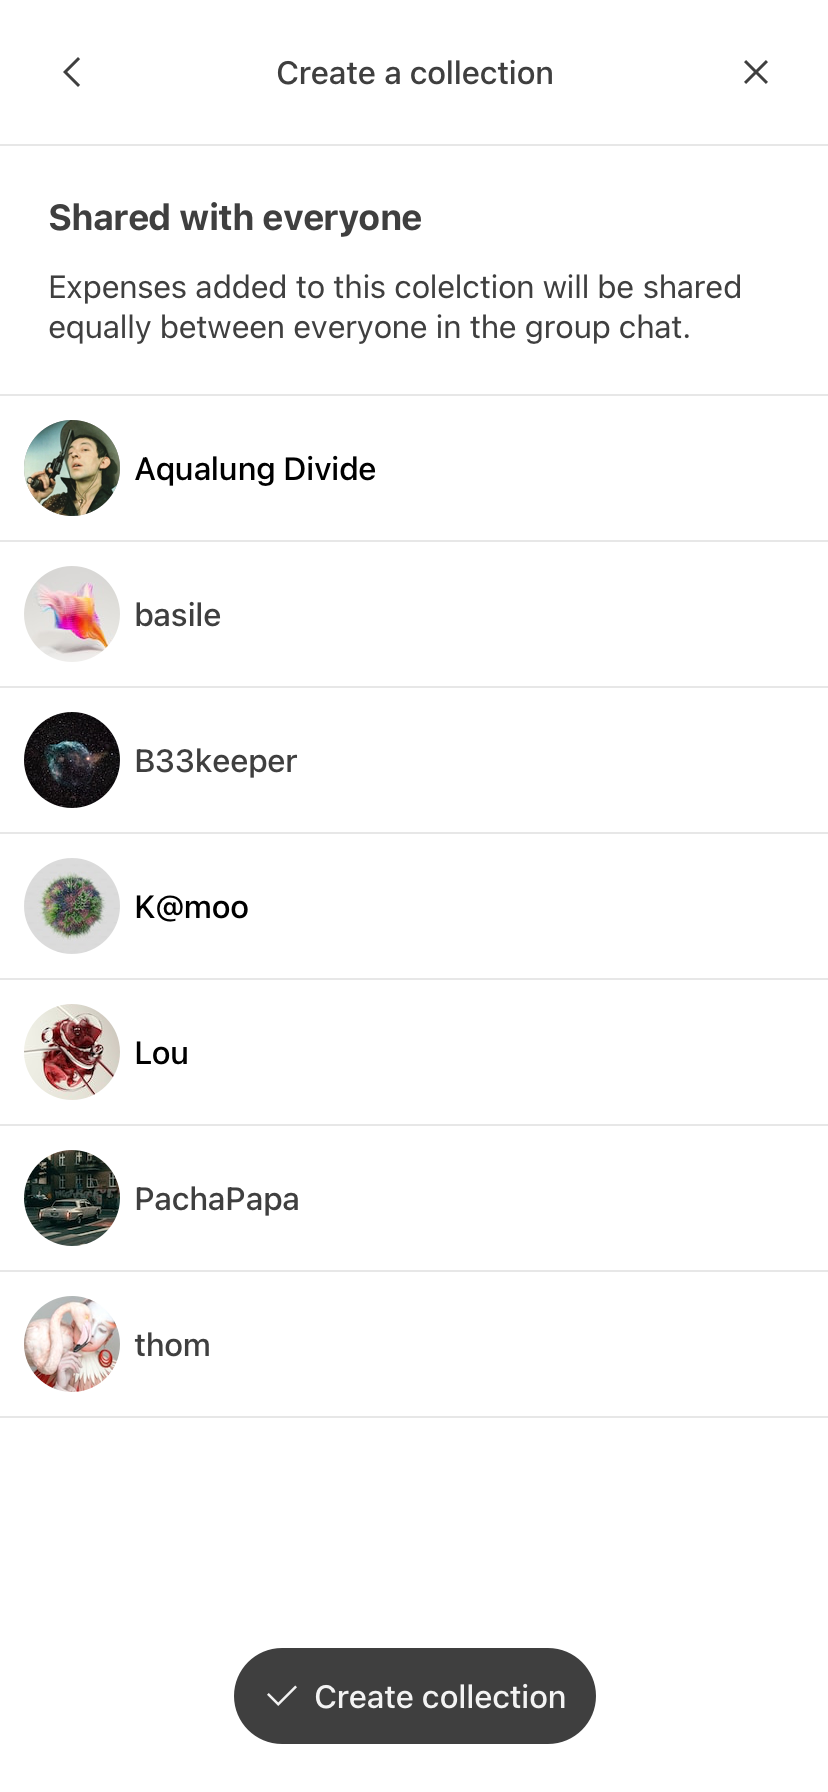 Create a collection
Shared with everyone
Expenses added to this colelction will be shared
equally between everyone in the group chat.
Aqualung Divide
basile
B33keeper
K@moo
Lou
PachaPapa
thom
Create collection